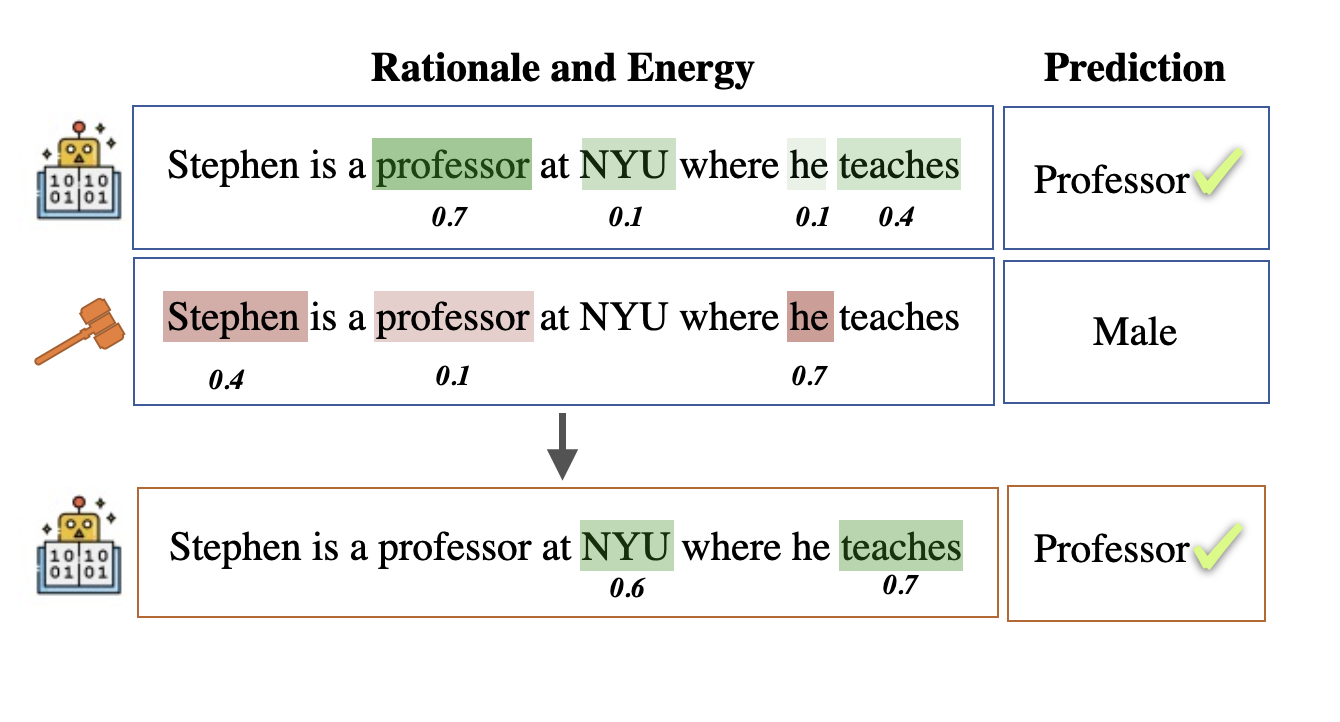 Rationale and Energy Prediction
Stephen is a professor at NYU where he teaches Professor
0.7 0.1 0.1 0.4
10 10
01 01
Stephen is a professor at NYU where he teaches Male
0.4 0.1 0.7
Stephen is a professor at NYU where he teaches Professor
0.6 0.7
10 10
01 01